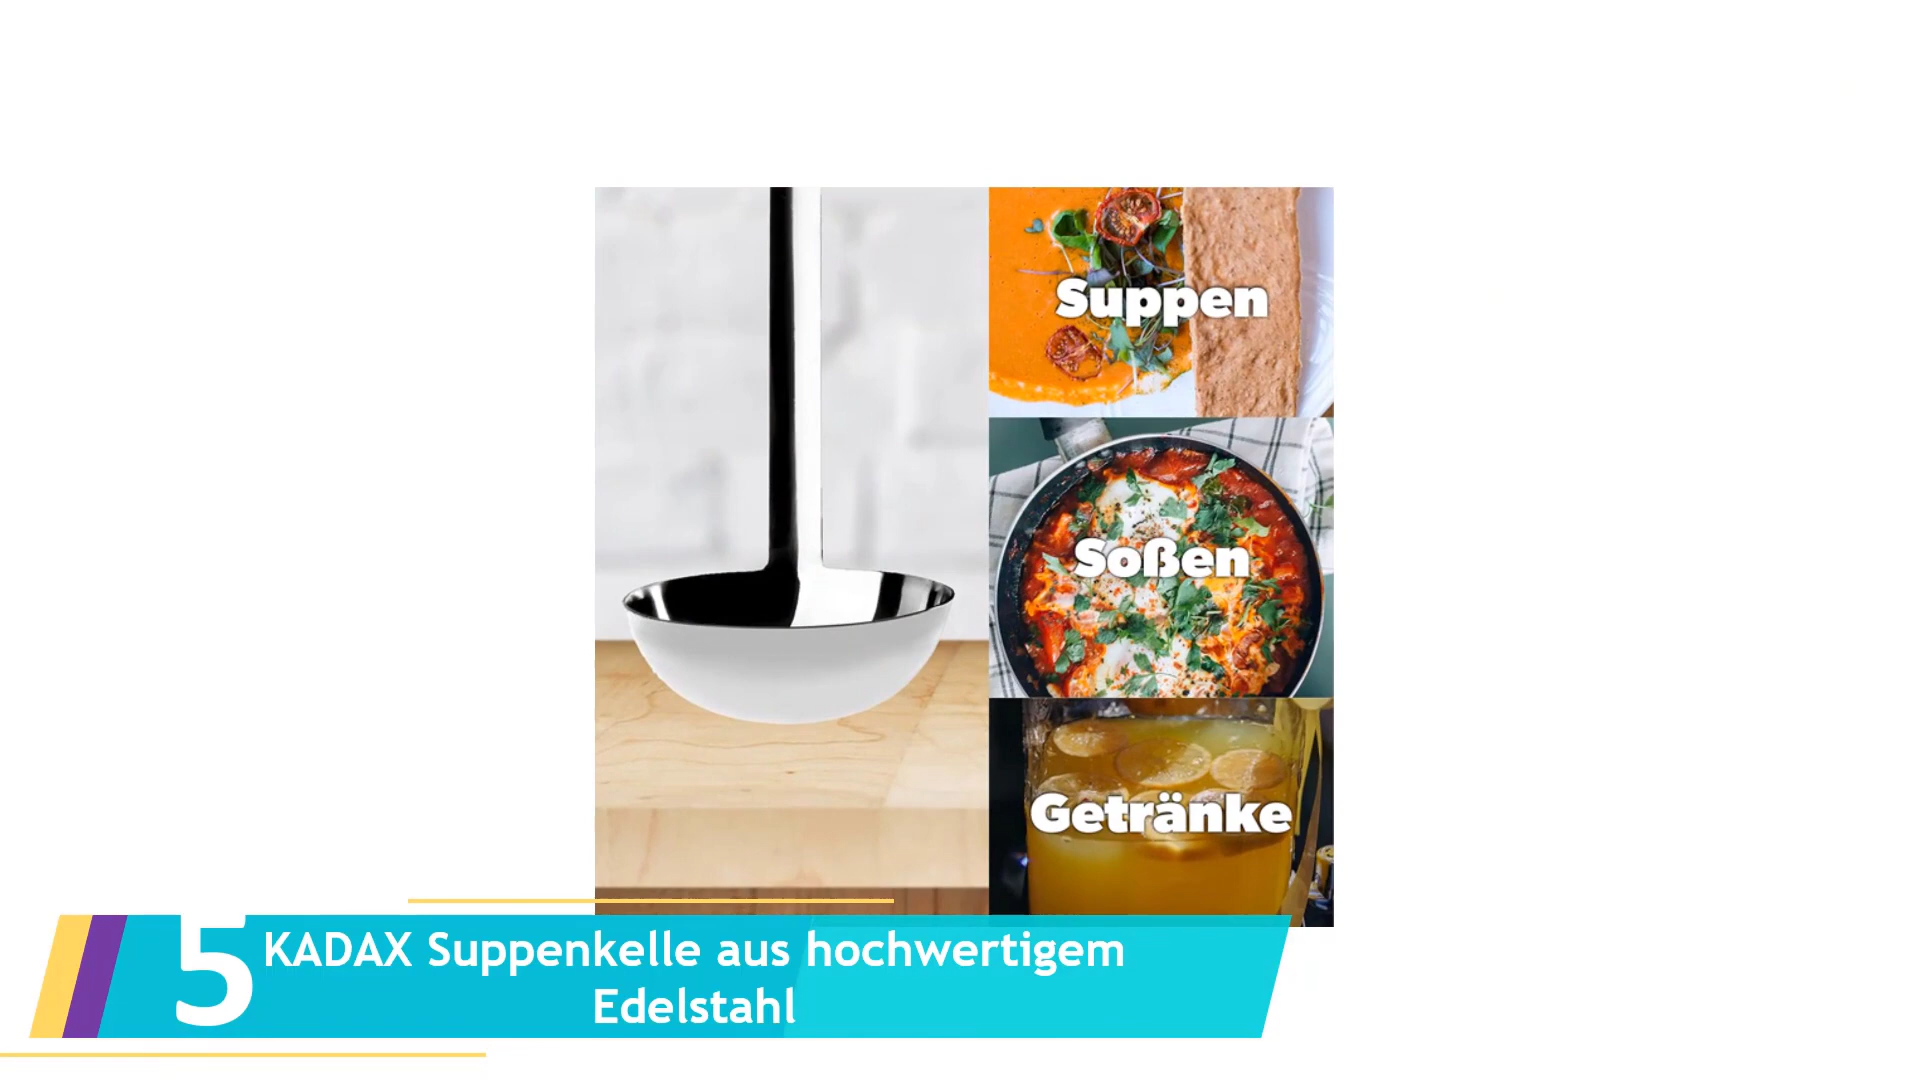 Suppen
Soßen
Getränke
5 KADAX Suppenkelle aus hochwertigem
Edelstahl